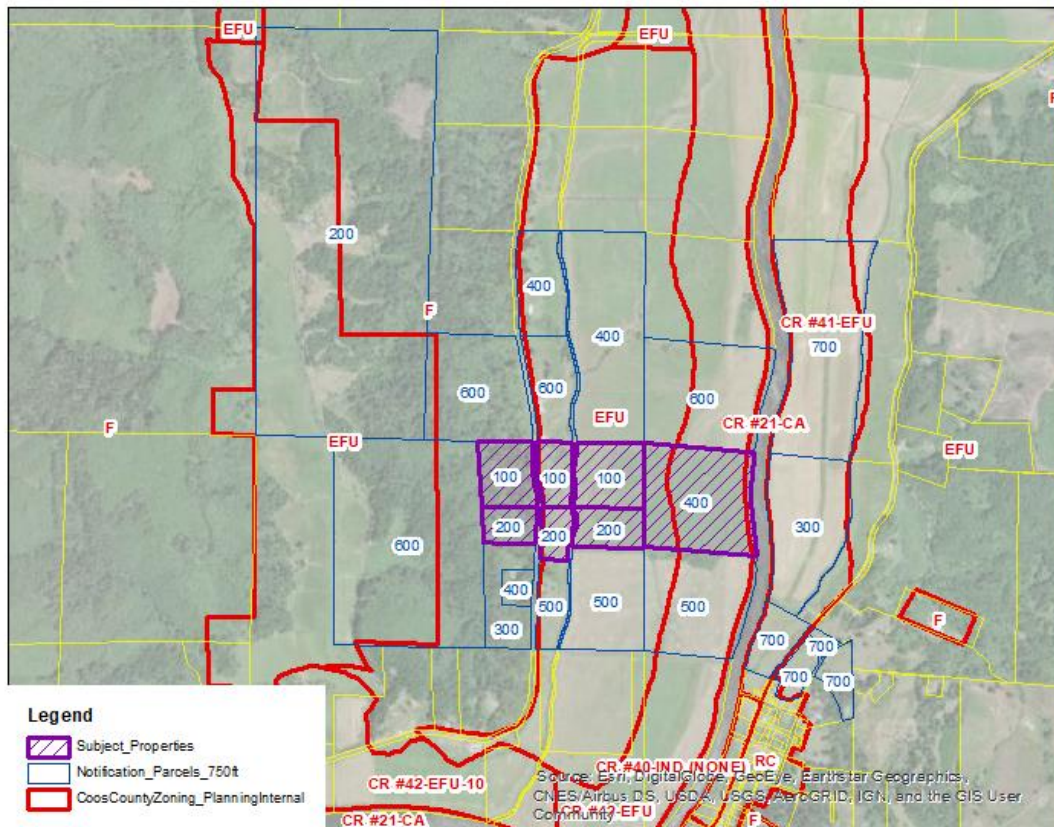 EFU
EFU
F
200
400
CR #41-EFU
F
400
700
600
600
EFU
600
CR #21-CA
F
EFU
EFU
100
100
100
400
200
200
200
300
600
400
500
500
500
300
F
700
700
700
700
CR #40-IND (NONE)
RC
CR #42-EFU-10
CR #42-EFU
CR #21-CA
F
Legend
Subject_Properties
Notification_Parcels_750ft
CoosCountyZoning_PlanningInternal
Source: Esri, DigitalGlobe, GeoEye, Earthstar Geographics,
CNES/Airbus DS, USDA, USGS, AeroGRID, IGN, and the GIS User
Community